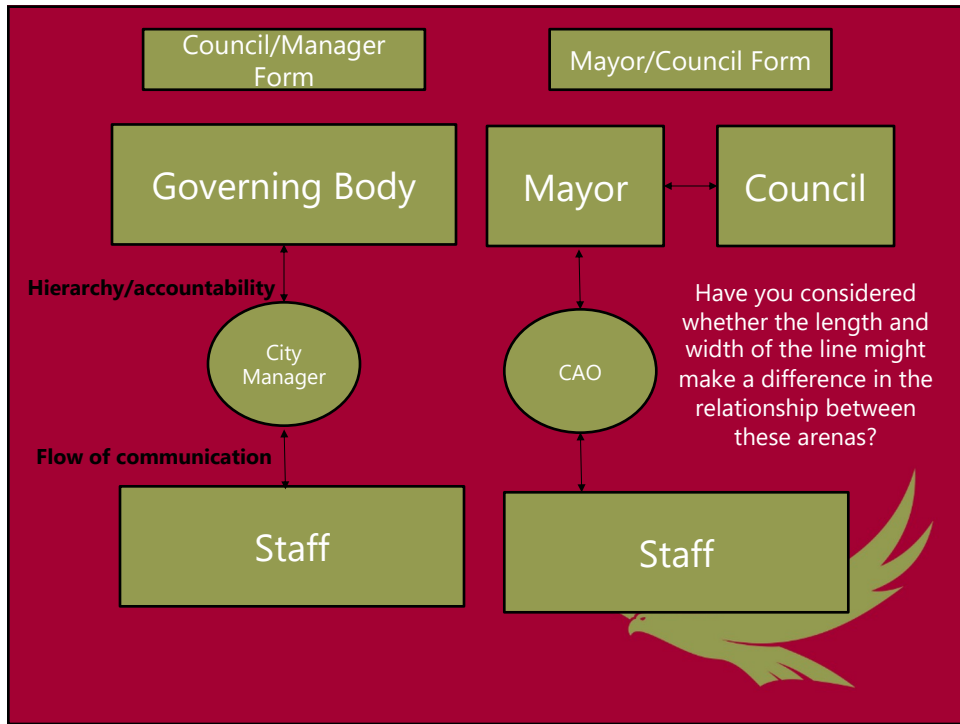 Council/Manager
Form
Mayor/Council Form
Governing Body
Mayor
Council
Hierarchy/accountability
City
Manager
CAO
Have you considered
whether the length and
width of the line might
make a difference in the
relationship between
these arenas?
Flow of communication
Staff
Staff